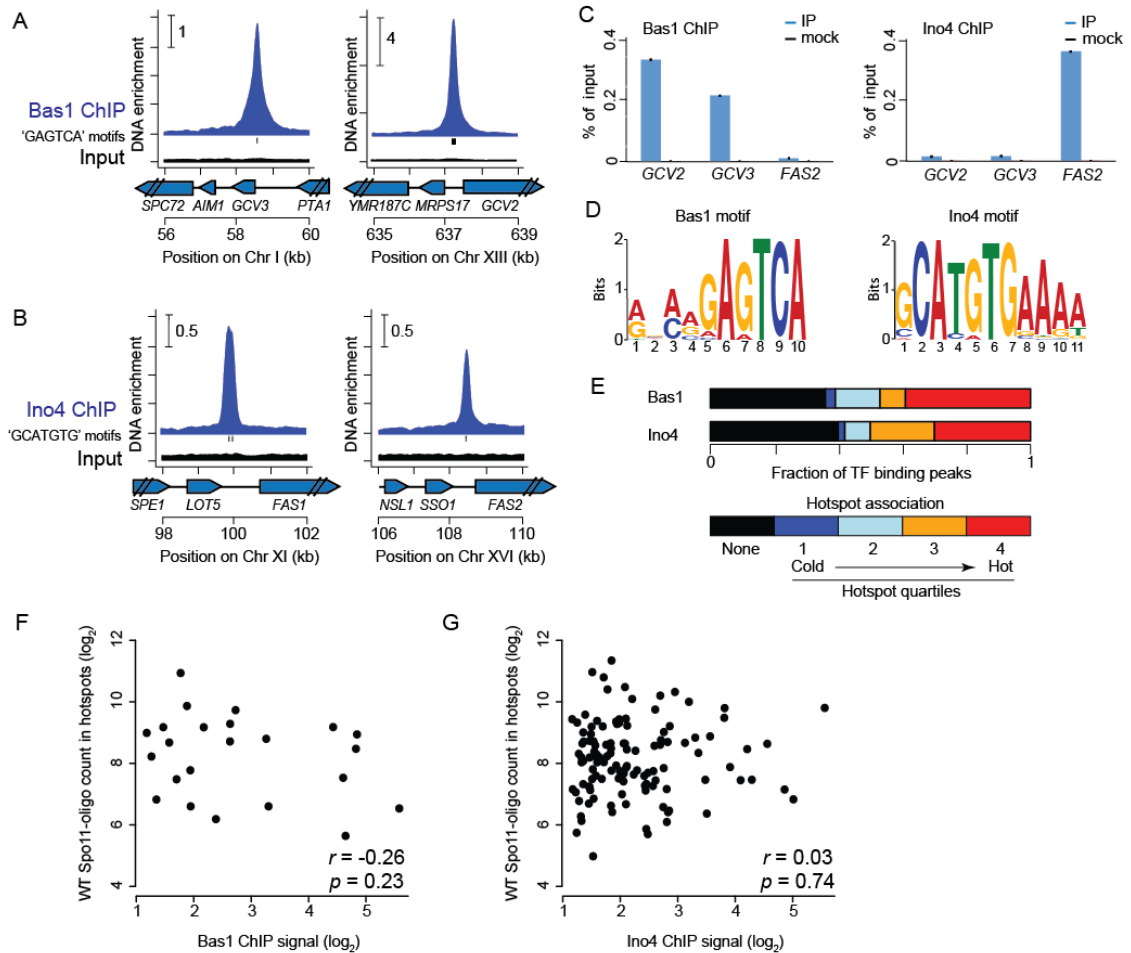 A
1
4
DNA enrichment
DNA enrichment
Bas1 ChIP
'GAGTCA' motifs
Input
SPC72 AIM1 GCV3 PTA1
YMR187C MRPS17 GCV2
56 58 60
635 637 639
Position on Chr I (kb)
Position on Chr XIII (kb)
B
0.5
0.5
DNA enrichment
DNA enrichment
Ino4 ChIP
'GCATGTG' motifs
Input
SPE1 LOT5 FAS1
NSL1 SSO1 FAS2
98 100 102
106 108 110
Position on Chr XI (kb)
Position on Chr XVI (kb)
C
Bas1 ChIP
IP
mock
0.4
0.2
0
% of input
GCV2 GCV3 FAS2
Ino4 ChIP
IP
mock
0.4
0.2
0
% of input
GCV2 GCV3 FAS2
D
Bas1 motif
2
1
0
Bits
1 2 3 4 5 6 7 8 9 10
Ino4 motif
2
1
0
Bits
1 2 3 4 5 6 7 8 9 10 11
E
Bas1
Ino4
0 1
Fraction of TF binding peaks
Hotspot association
None 1 2 3 4
Cold Hot
Hotspot quartiles
F
WT Spo11-oligo count in hotspots (log2)
12
10
8
6
4
r = -0.26
p = 0.23
1 2 3 4 5
Bas1 ChIP signal (log2)
G
WT Spo11-oligo count in hotspots (log2)
12
10
8
6
4
r = 0.03
p = 0.74
1 2 3 4 5
Ino4 ChIP signal (log2)